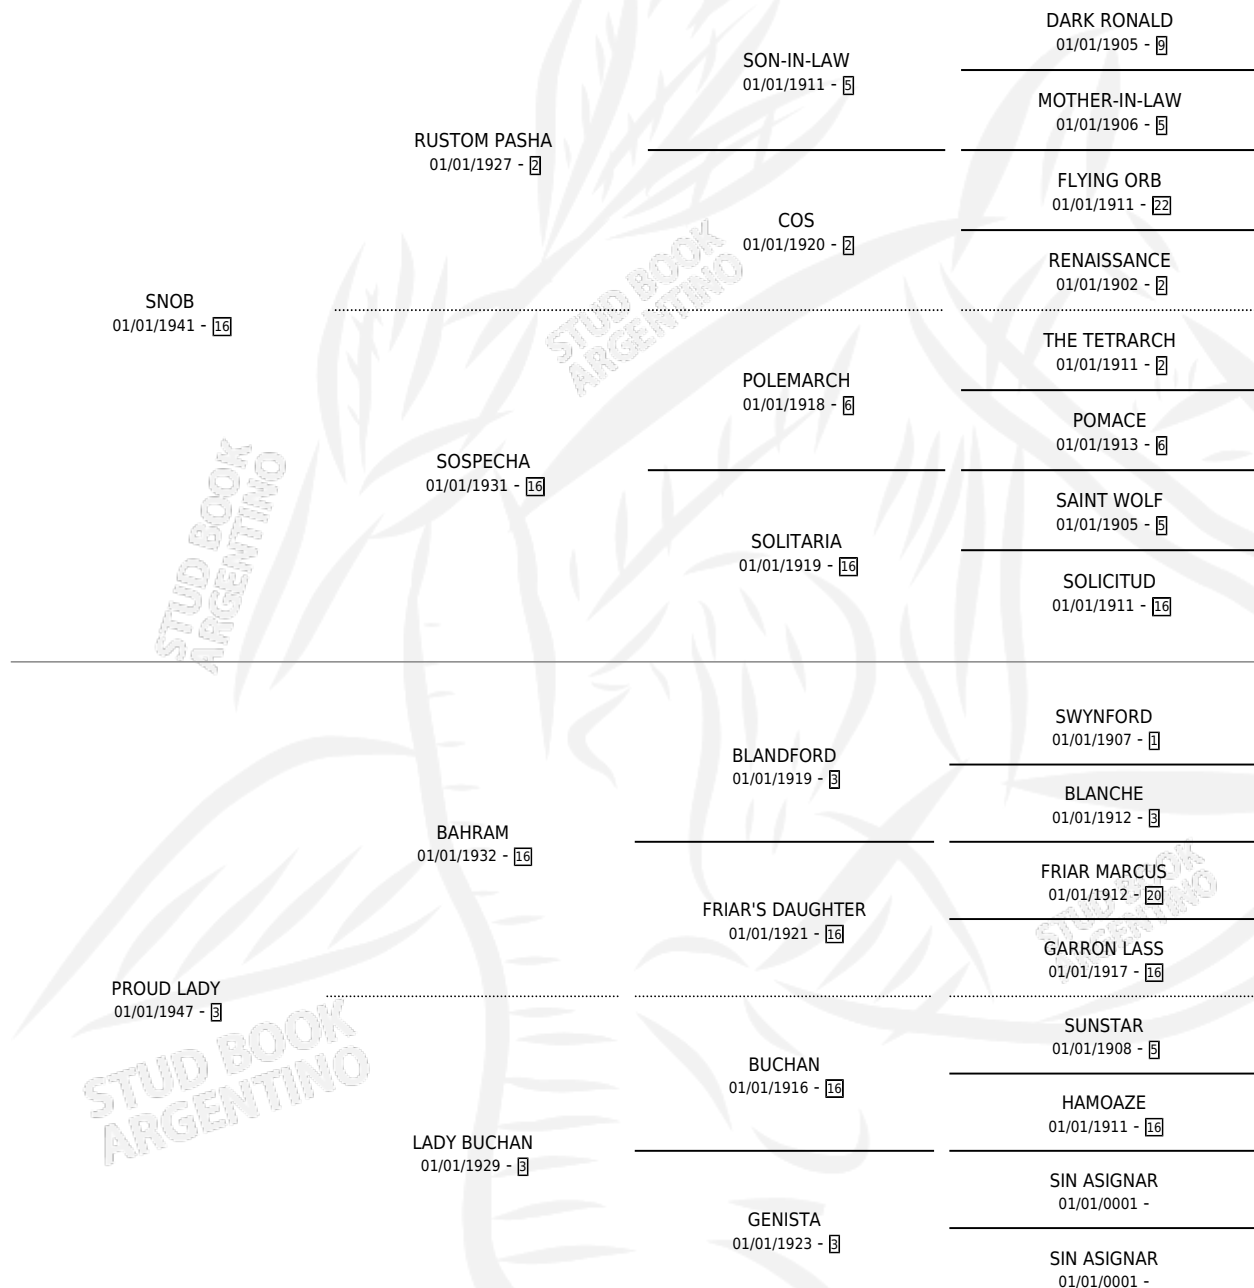 DARK RONALD
01/01/1905 - 9
SON-IN-LAW
01/01/1911 - 5
MOTHER-IN-LAW
01/01/1906 - 5
RUSTOM PASHA
01/01/1927 - 2
FLYING ORB
01/01/1911 - 22
COS
01/01/1920 - 2
RENAISSANCE
01/01/1902 - 2
SNOB
01/01/1941 - 16
THE TETRARCH
01/01/1911 - 2
POLEMARCH
01/01/1918 - 6
POMACE
01/01/1913 - 6
SOSPECHA
01/01/1931 - 16
SAINT WOLF
01/01/1905 - 5
SOLITARIA
01/01/1919 - 16
SOLICITUD
01/01/1911 - 16
STUD BOOK
ARGENTINO
STUD BOOK
ARGENTINO
SWYNFORD
01/01/1907 - 1
BLANDFORD
01/01/1919 - 3
BLANCHE
01/01/1912 - 3
BAHRAM
01/01/1932 - 16
FRIAR MARCUS
01/01/1912 - 20
FRIAR'S DAUGHTER
01/01/1921 - 16
GARRON LASS
01/01/1917 - 16
PROUD LADY
01/01/1947 - 3
SUNSTAR
01/01/1908 - 5
BUCHAN
01/01/1916 - 16
HAMOAZE
01/01/1911 - 16
LADY BUCHAN
01/01/1929 - 3
SIN ASIGNAR
01/01/0001 -
GENISTA
01/01/1923 - 3
SIN ASIGNAR
01/01/0001 -
STUD BOOK
ARGENTINO
STUD BOOK
ARGENTINO